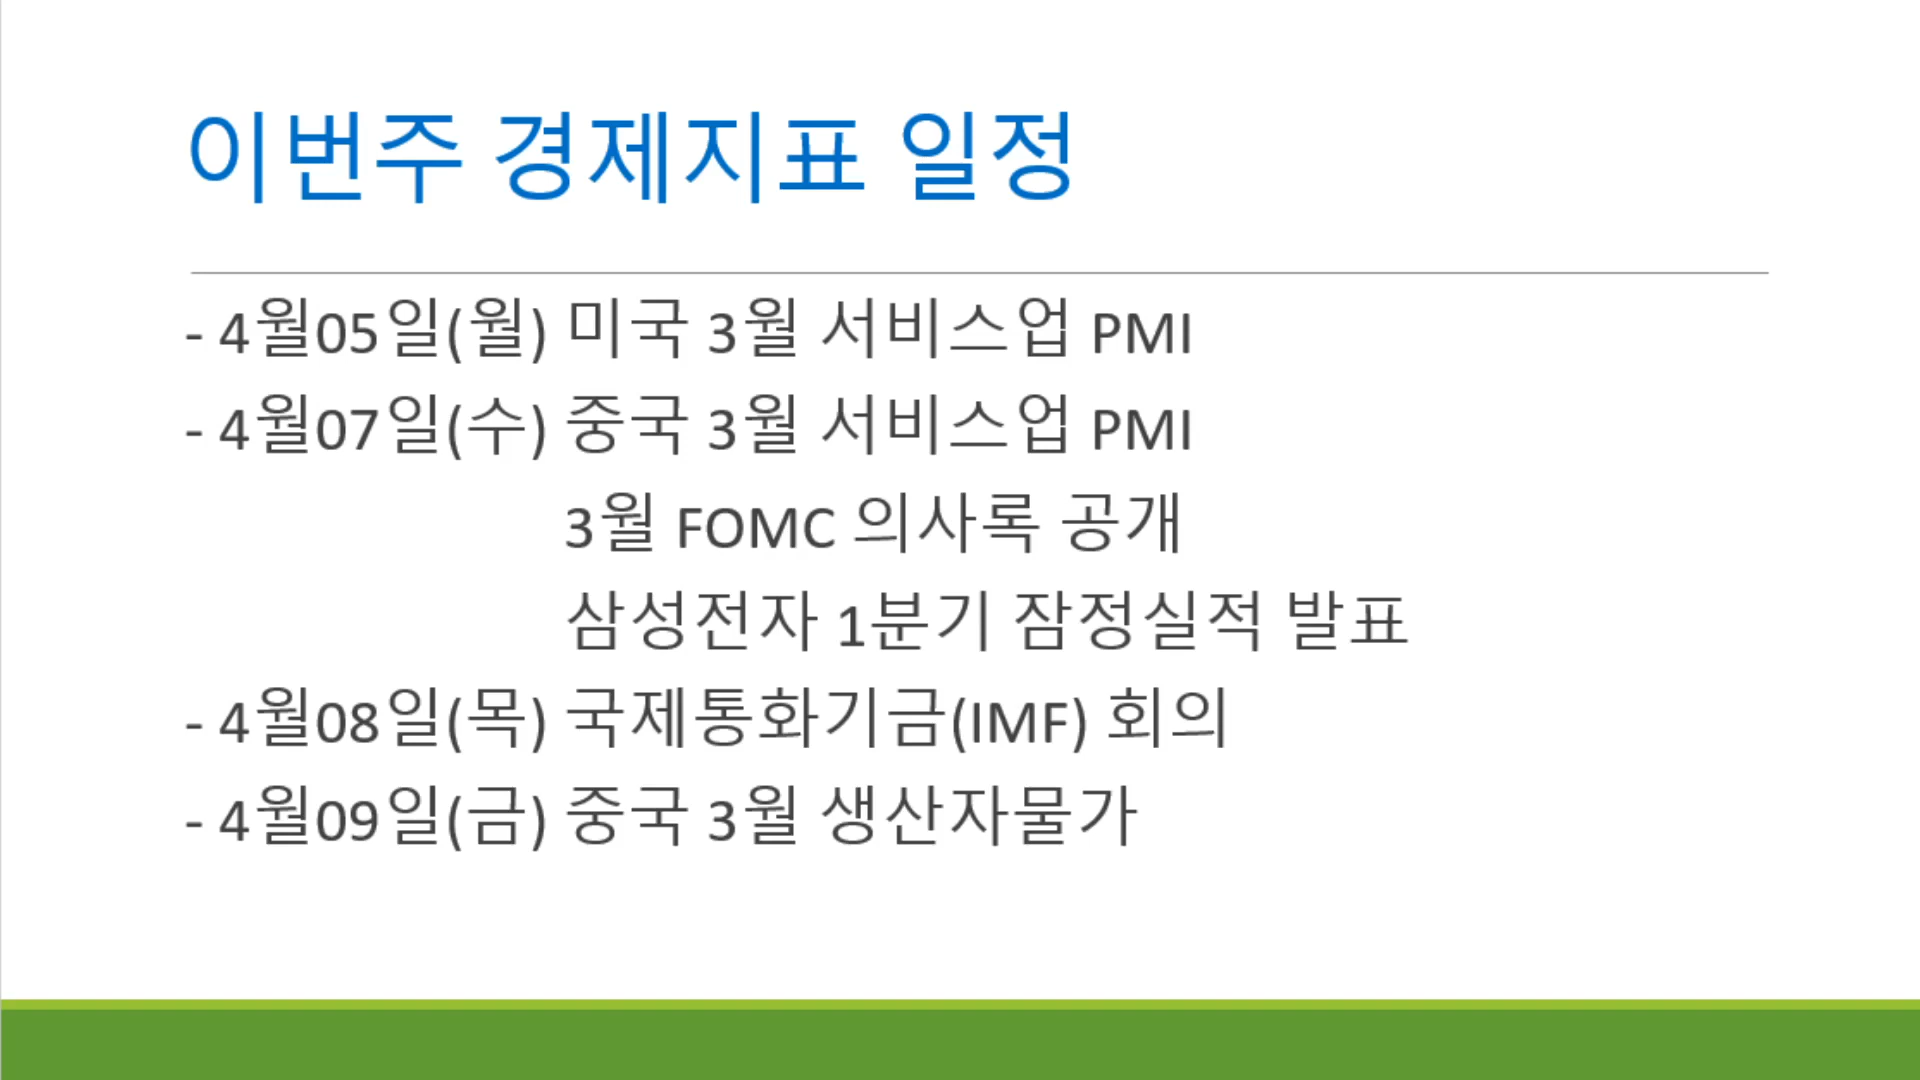 이번주 경제지표 일정
- 4월05일(월) 미국 3월 서비스업 PMI
- 4월07일(수) 중국 3월 서비스업 PMI
3월 FOMC 의사록 공개
삼성전자 1분기 잠정실적 발표
- 4월08일(목) 국제통화기금(IMF) 회의
- 4월09일(금) 중국 3월 생산자물가